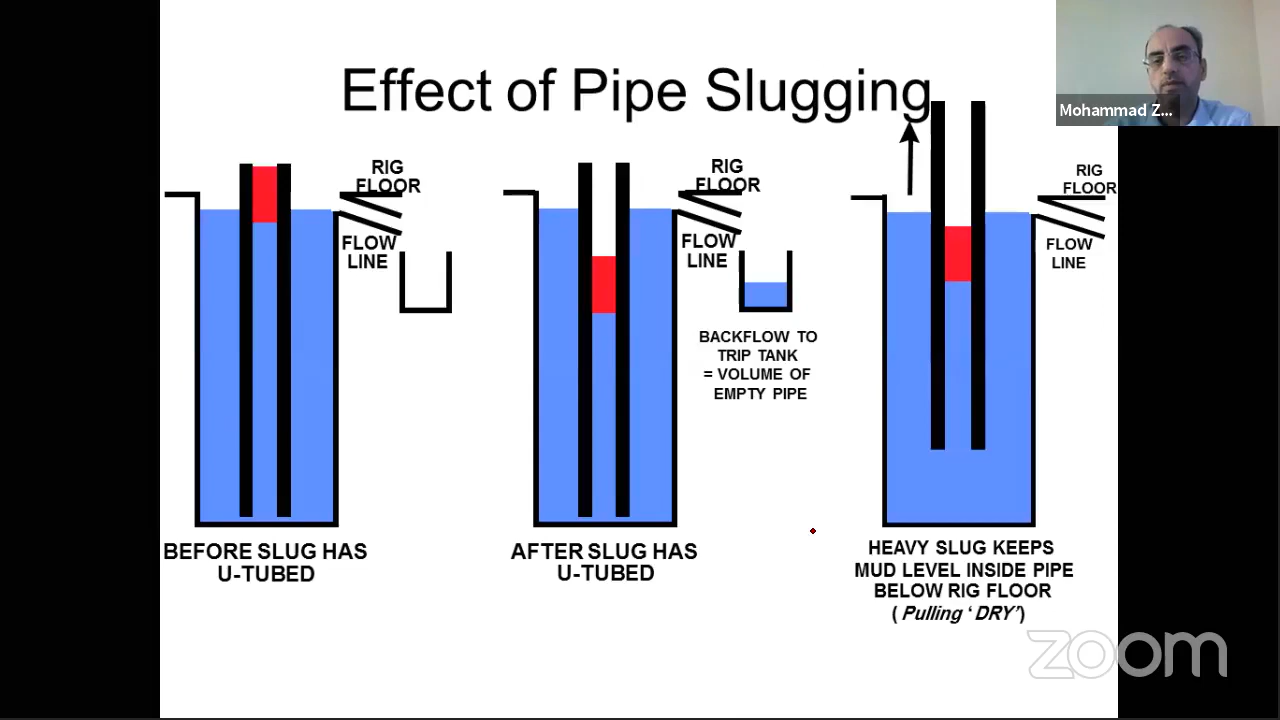 Effect of Pipe Slugging
Mohammad Z...
RIG
FLOOR
FLOW
LINE
BEFORE SLUG HAS
U-TUBED
RIG
FLOOR
FLOW
LINE
BACKFLOW TO
TRIP TANK
= VOLUME OF
EMPTY PIPE
AFTER SLUG HAS
U-TUBED
RIG
FLOOR
FLOW
LINE
HEAVY SLUG KEEPS
MUD LEVEL INSIDE PIPE
BELOW RIG FLOOR
( Pulling ‘ DRY’)
zoom